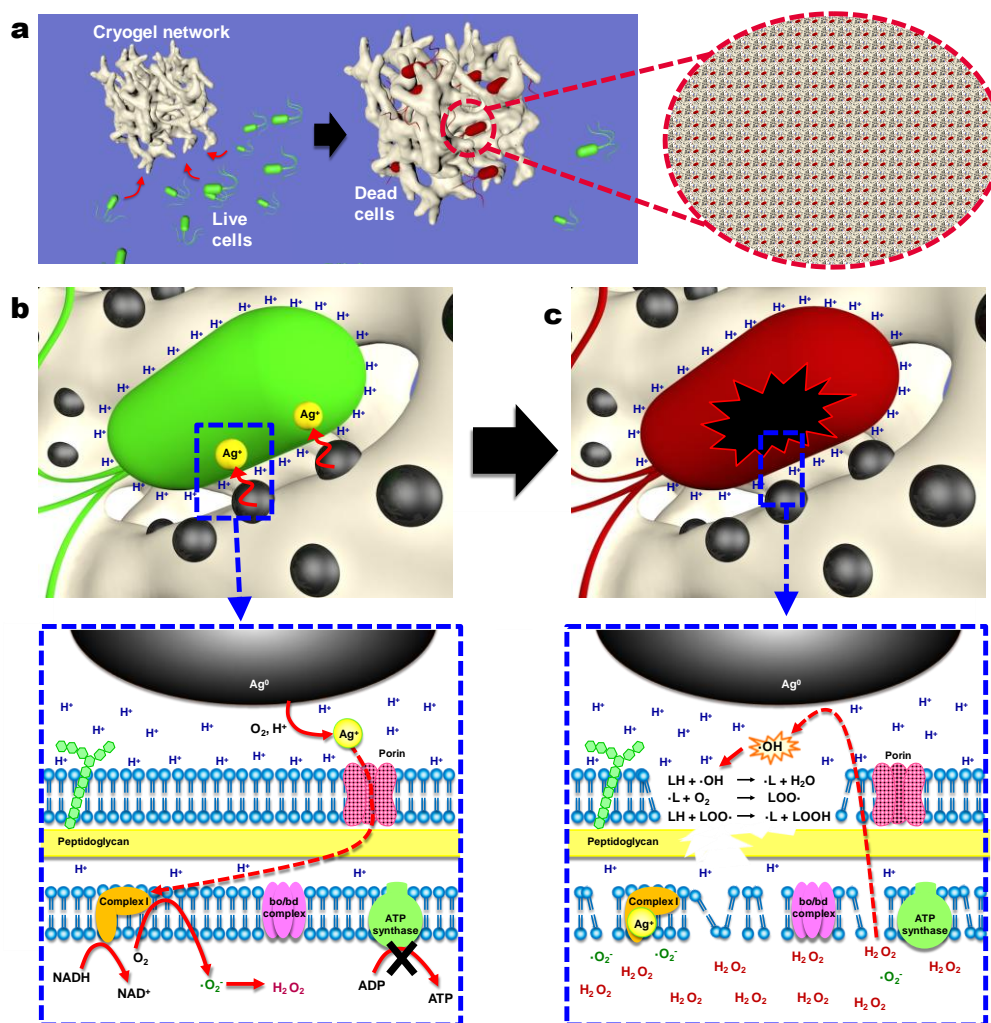 a
Cryogel network
Live
cells
Dead
cells
b
H⁺ H⁺ H⁺ H⁺ H⁺ H⁺ H⁺ H⁺ H⁺ H⁺ H⁺ H⁺ H⁺ H⁺ H⁺ H⁺ H⁺ H⁺ H⁺ H⁺ H⁺ H⁺ H⁺ H⁺
Ag⁺
Ag⁺
c
H⁺ H⁺ H⁺ H⁺ H⁺ H⁺ H⁺ H⁺ H⁺ H⁺ H⁺ H⁺ H⁺ H⁺ H⁺ H⁺ H⁺ H⁺ H⁺ H⁺ H⁺ H⁺ H⁺ H⁺
Ag⁰
H⁺ H⁺ H⁺ H⁺ H⁺ H⁺ H⁺ H⁺ H⁺ H⁺ H⁺ H⁺
O₂, H⁺
Ag⁺
Porin
Peptidoglycan
H⁺ H⁺ H⁺ H⁺
Complex I
bo/bd
complex
ATP
synthase
NADH
O₂
NAD⁺
·O₂⁻
H₂O₂
ADP
ATP
Ag⁰
H⁺ H⁺ H⁺ H⁺ H⁺ H⁺ H⁺ H⁺ H⁺ H⁺ H⁺ H⁺
·OH
Porin
LH + ·OH → ·L + H₂O
·L + O₂ → LOO·
LH + LOO· → ·L + LOOH
Peptidoglycan
H⁺ H⁺ H⁺ H⁺
Complex I
Ag⁺
bo/bd
complex
ATP
synthase
·O₂⁻ H₂O₂ ·O₂⁻ H₂O₂ H₂O₂ H₂O₂ ·O₂⁻ H₂O₂
H₂O₂ H₂O₂ H₂O₂ H₂O₂ H₂O₂